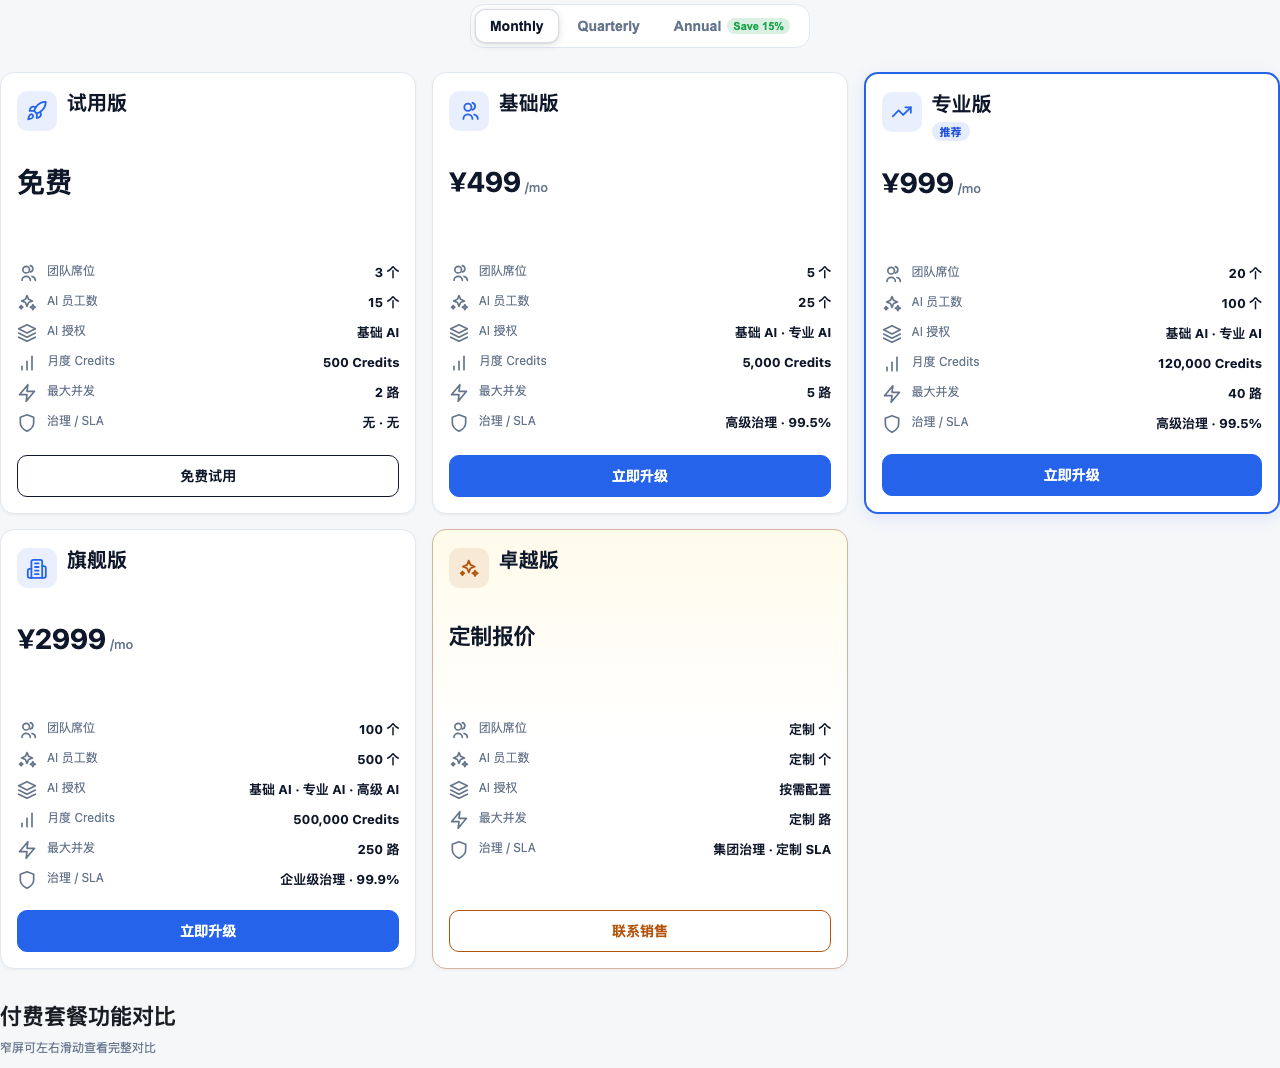 Monthly Quarterly Annual Save 15%
试用版
免费
团队席位 3 个
AI 员工数 15 个
AI 授权 基础 AI
月度 Credits 500 Credits
最大并发 2 路
治理 / SLA 无 · 无
免费试用
基础版
¥499 /mo
团队席位 5 个
AI 员工数 25 个
AI 授权 基础 AI · 专业 AI
月度 Credits 5,000 Credits
最大并发 5 路
治理 / SLA 高级治理 · 99.5%
立即升级
专业版
推荐
¥999 /mo
团队席位 20 个
AI 员工数 100 个
AI 授权 基础 AI · 专业 AI
月度 Credits 120,000 Credits
最大并发 40 路
治理 / SLA 高级治理 · 99.5%
立即升级
旗舰版
¥2999 /mo
团队席位 100 个
AI 员工数 500 个
AI 授权 基础 AI · 专业 AI · 高级 AI
月度 Credits 500,000 Credits
最大并发 250 路
治理 / SLA 企业级治理 · 99.9%
立即升级
卓越版
定制报价
团队席位 定制 个
AI 员工数 定制 个
AI 授权 按需配置
最大并发 定制 路
治理 / SLA 集团治理 · 定制 SLA
联系销售
付费套餐功能对比
窄屏可左右滑动查看完整对比